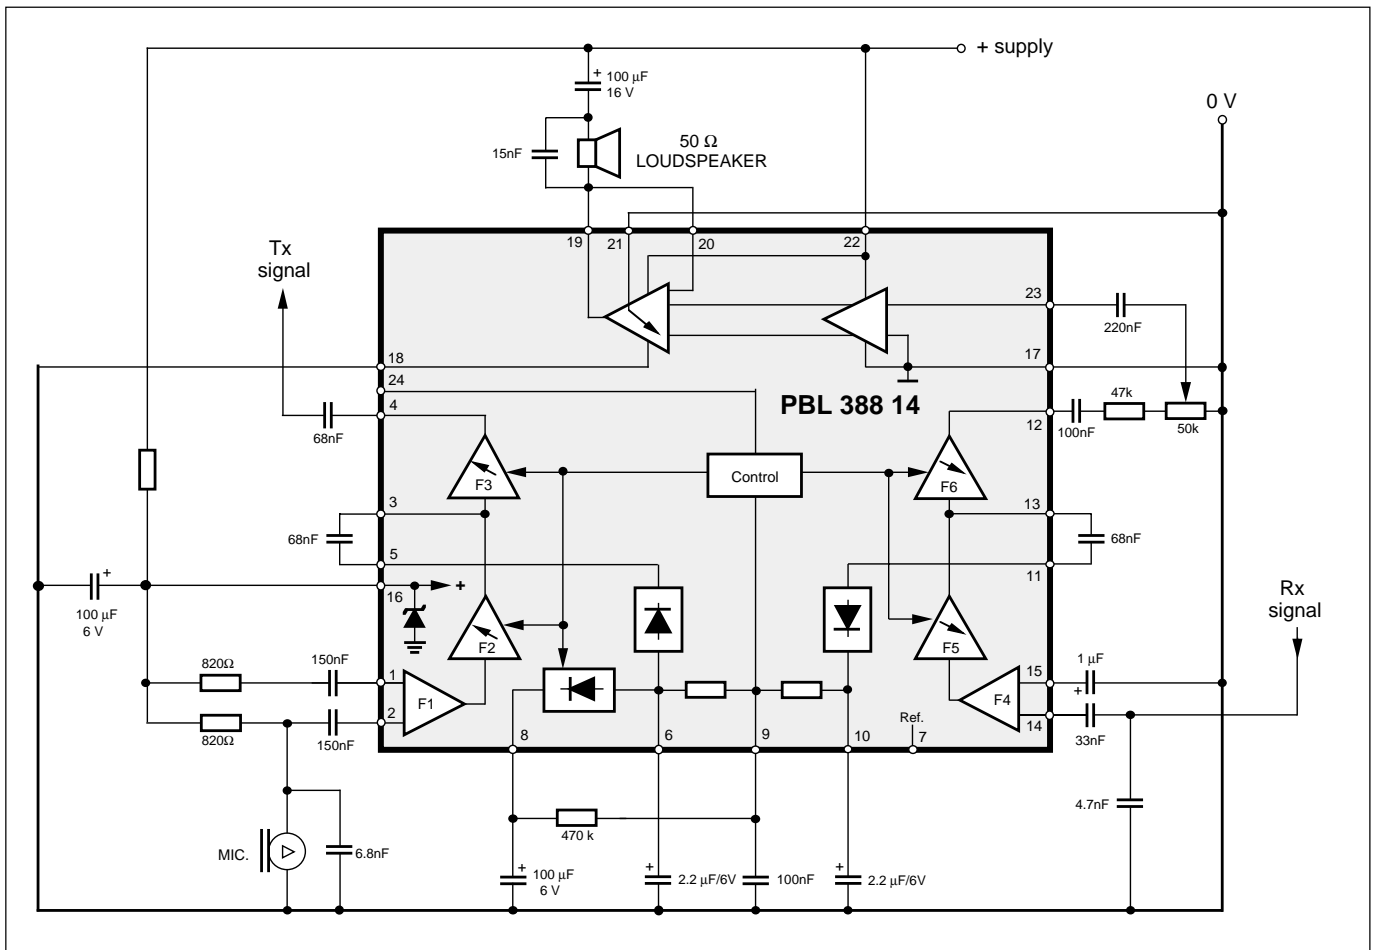 + supply
+
100 µF
16 V
0 V
50 Ω
LOUDSPEAKER
15nF
Tx
signal
19
21
20
22
23
220nF
18
17
24
4
68nF
PBL 388 14
47k
12
100nF
50k
Control
F3
F6
3
13
68nF
68nF
5
11
+
100 µF
6 V
16
+
Rx
signal
F2
F5
820Ω
150nF
1
F1
15
1 µF
+
F4
820Ω
2
150nF
Ref.
14
33nF
8
6
9
10
7
470 k
4.7nF
MIC.
6.8nF
+
100 µF
6 V
+
2.2 µF/6V
100nF
+
2.2 µF/6V